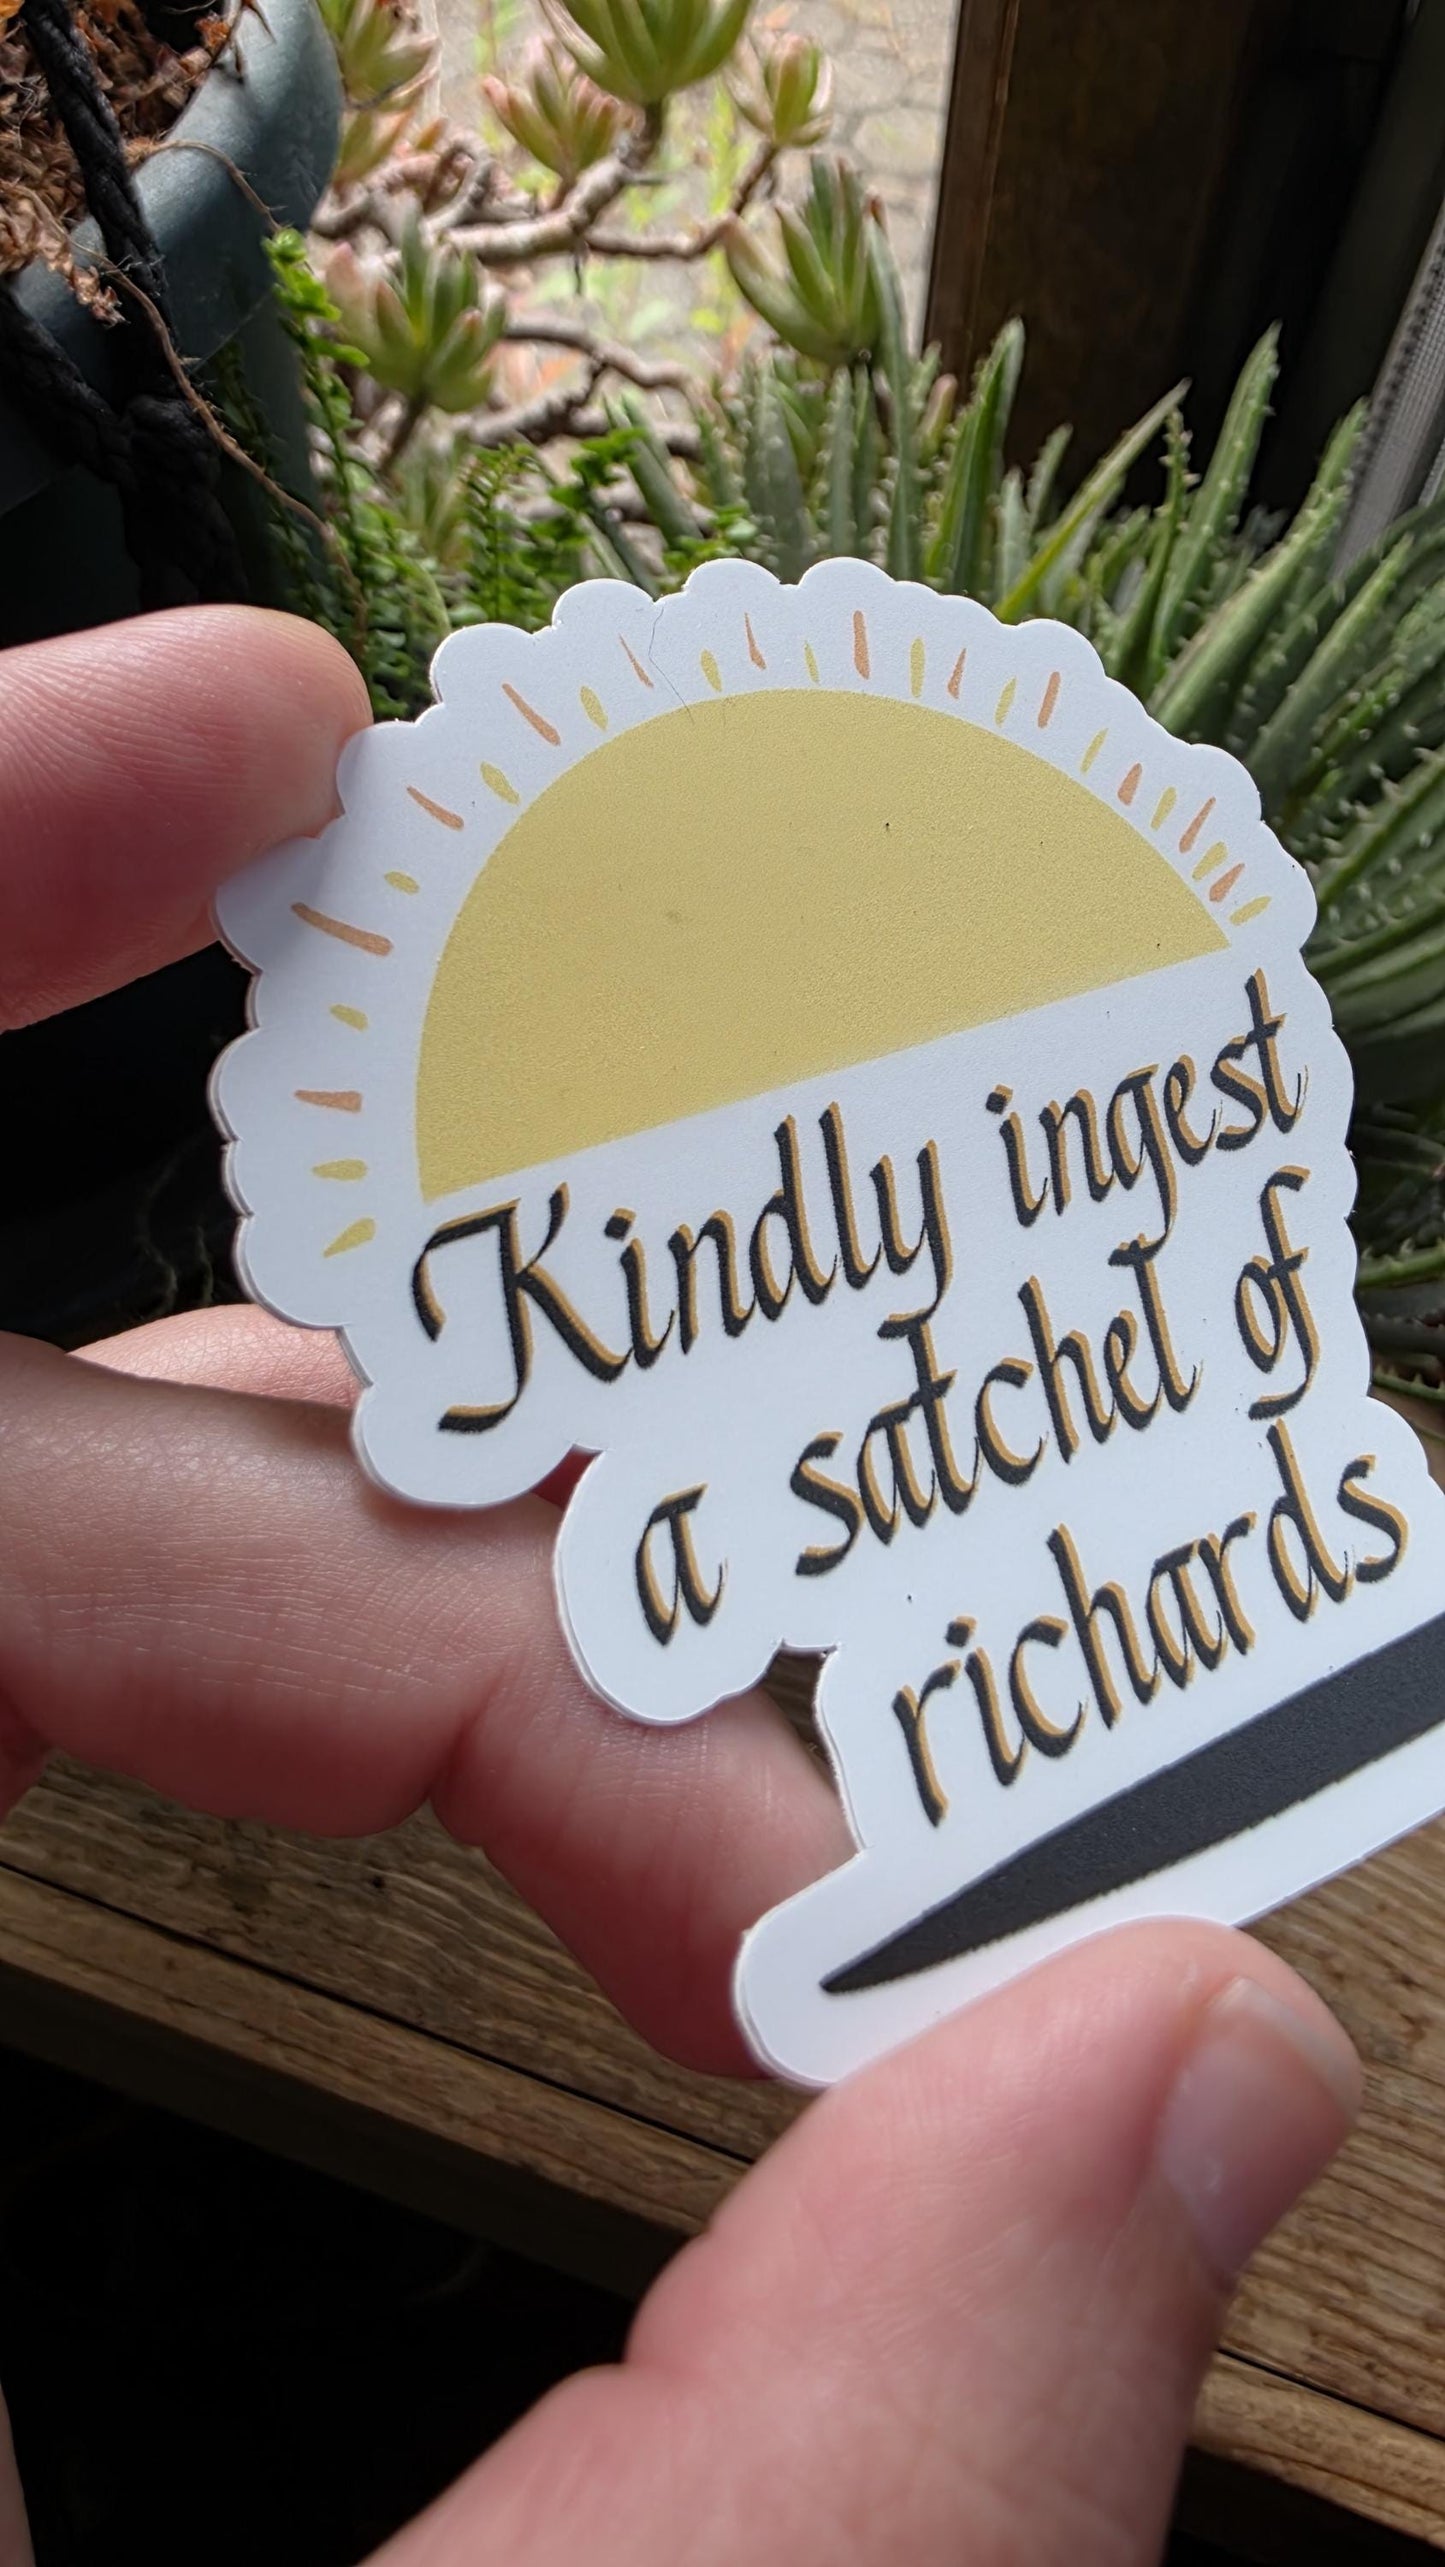 Kindly ingest
a satchel of
richards